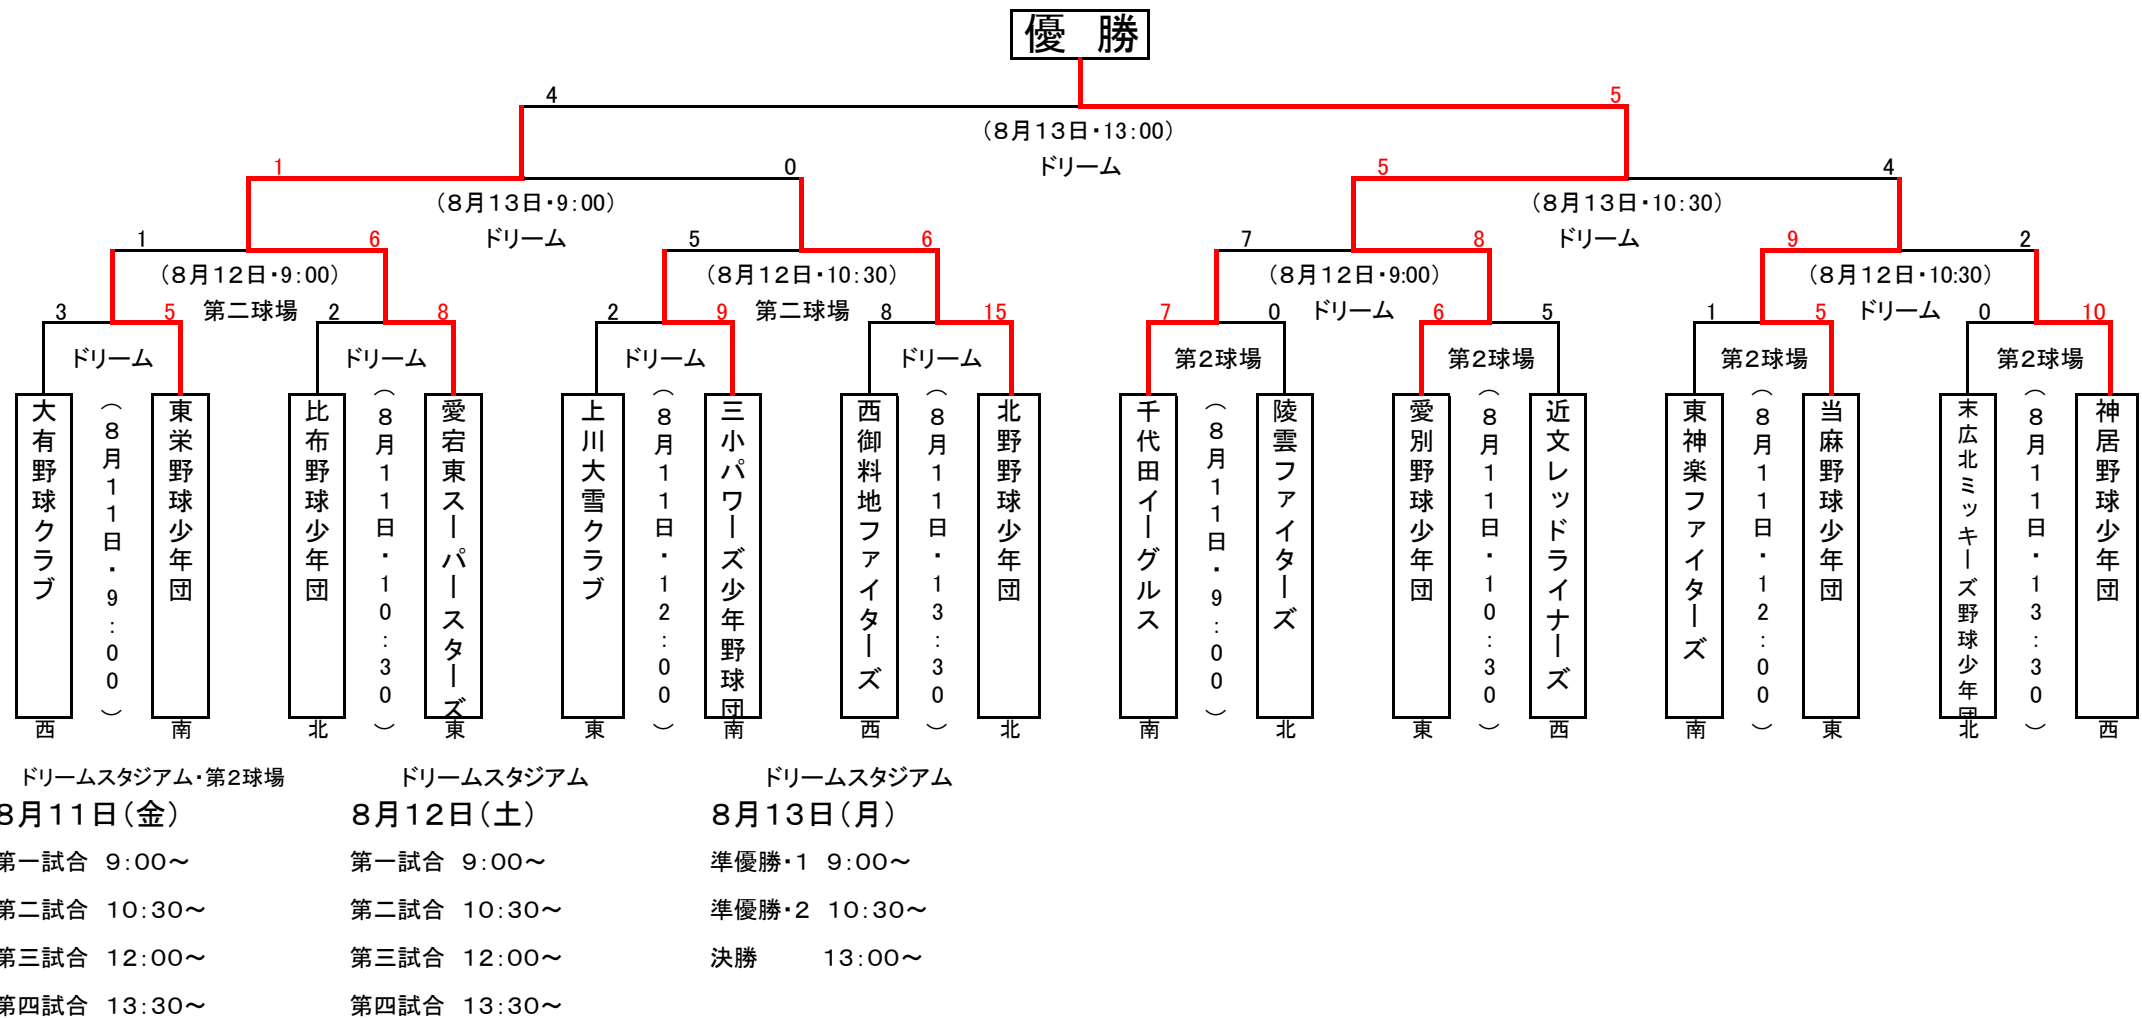 優　勝
4
5
（８月１３日・13：00）
ドリーム
1
0
5
4
（８月１３日・9：00）
ドリーム
（８月１３日・10：30）
ドリーム
1
6
5
6
7
8
9
2
（８月１２日・9：00）
第二球場
（８月１２日・10：30）
第二球場
（８月１２日・9:00）
ドリーム
（８月１２日・10:30）
ドリーム
3
5
2
8
2
9
8
15
7
0
6
5
1
5
0
10
ドリーム
ドリーム
ドリーム
ドリーム
第２球場
第２球場
第２球場
第２球場
大有野球クラブ
（８月１１日・９：００）
東栄野球少年団
比布野球少年団
（８月１１日・１０：３０）
愛宕東スーパースターズ
上川大雪クラブ
（８月１１日・１２：００）
三小パワーズ少年野球団
西御料地ファイターズ
（８月１１日・１３：３０）
北野野球少年団
千代田イーグルス
（８月１１日・９：００）
陵雲ファイターズ
愛別野球少年団
（８月１１日・１０：３０）
近文レッドライナーズ
東神楽ファイターズ
（８月１１日・１２：００）
当麻野球少年団
末広北ミッキーズ野球少年団
（８月１１日・１３：３０）
神居野球少年団
西
南
北
東
東
南
西
北
南
北
東
西
南
東
北
西
ドリームスタジアム・第２球場
８月１１日（金）
第一試合　９：００～
第二試合　１０：３０～
第三試合　１２：００～
第四試合　１３：３０～
ドリームスタジアム
８月１２日（土）
第一試合　９：００～
第二試合　１０：３０～
第三試合　１２：００～
第四試合　１３：３０～
ドリームスタジアム
８月１３日（月）
準優勝・１　９：００～
準優勝・２　１０：３０～
決勝　　　１３：００～